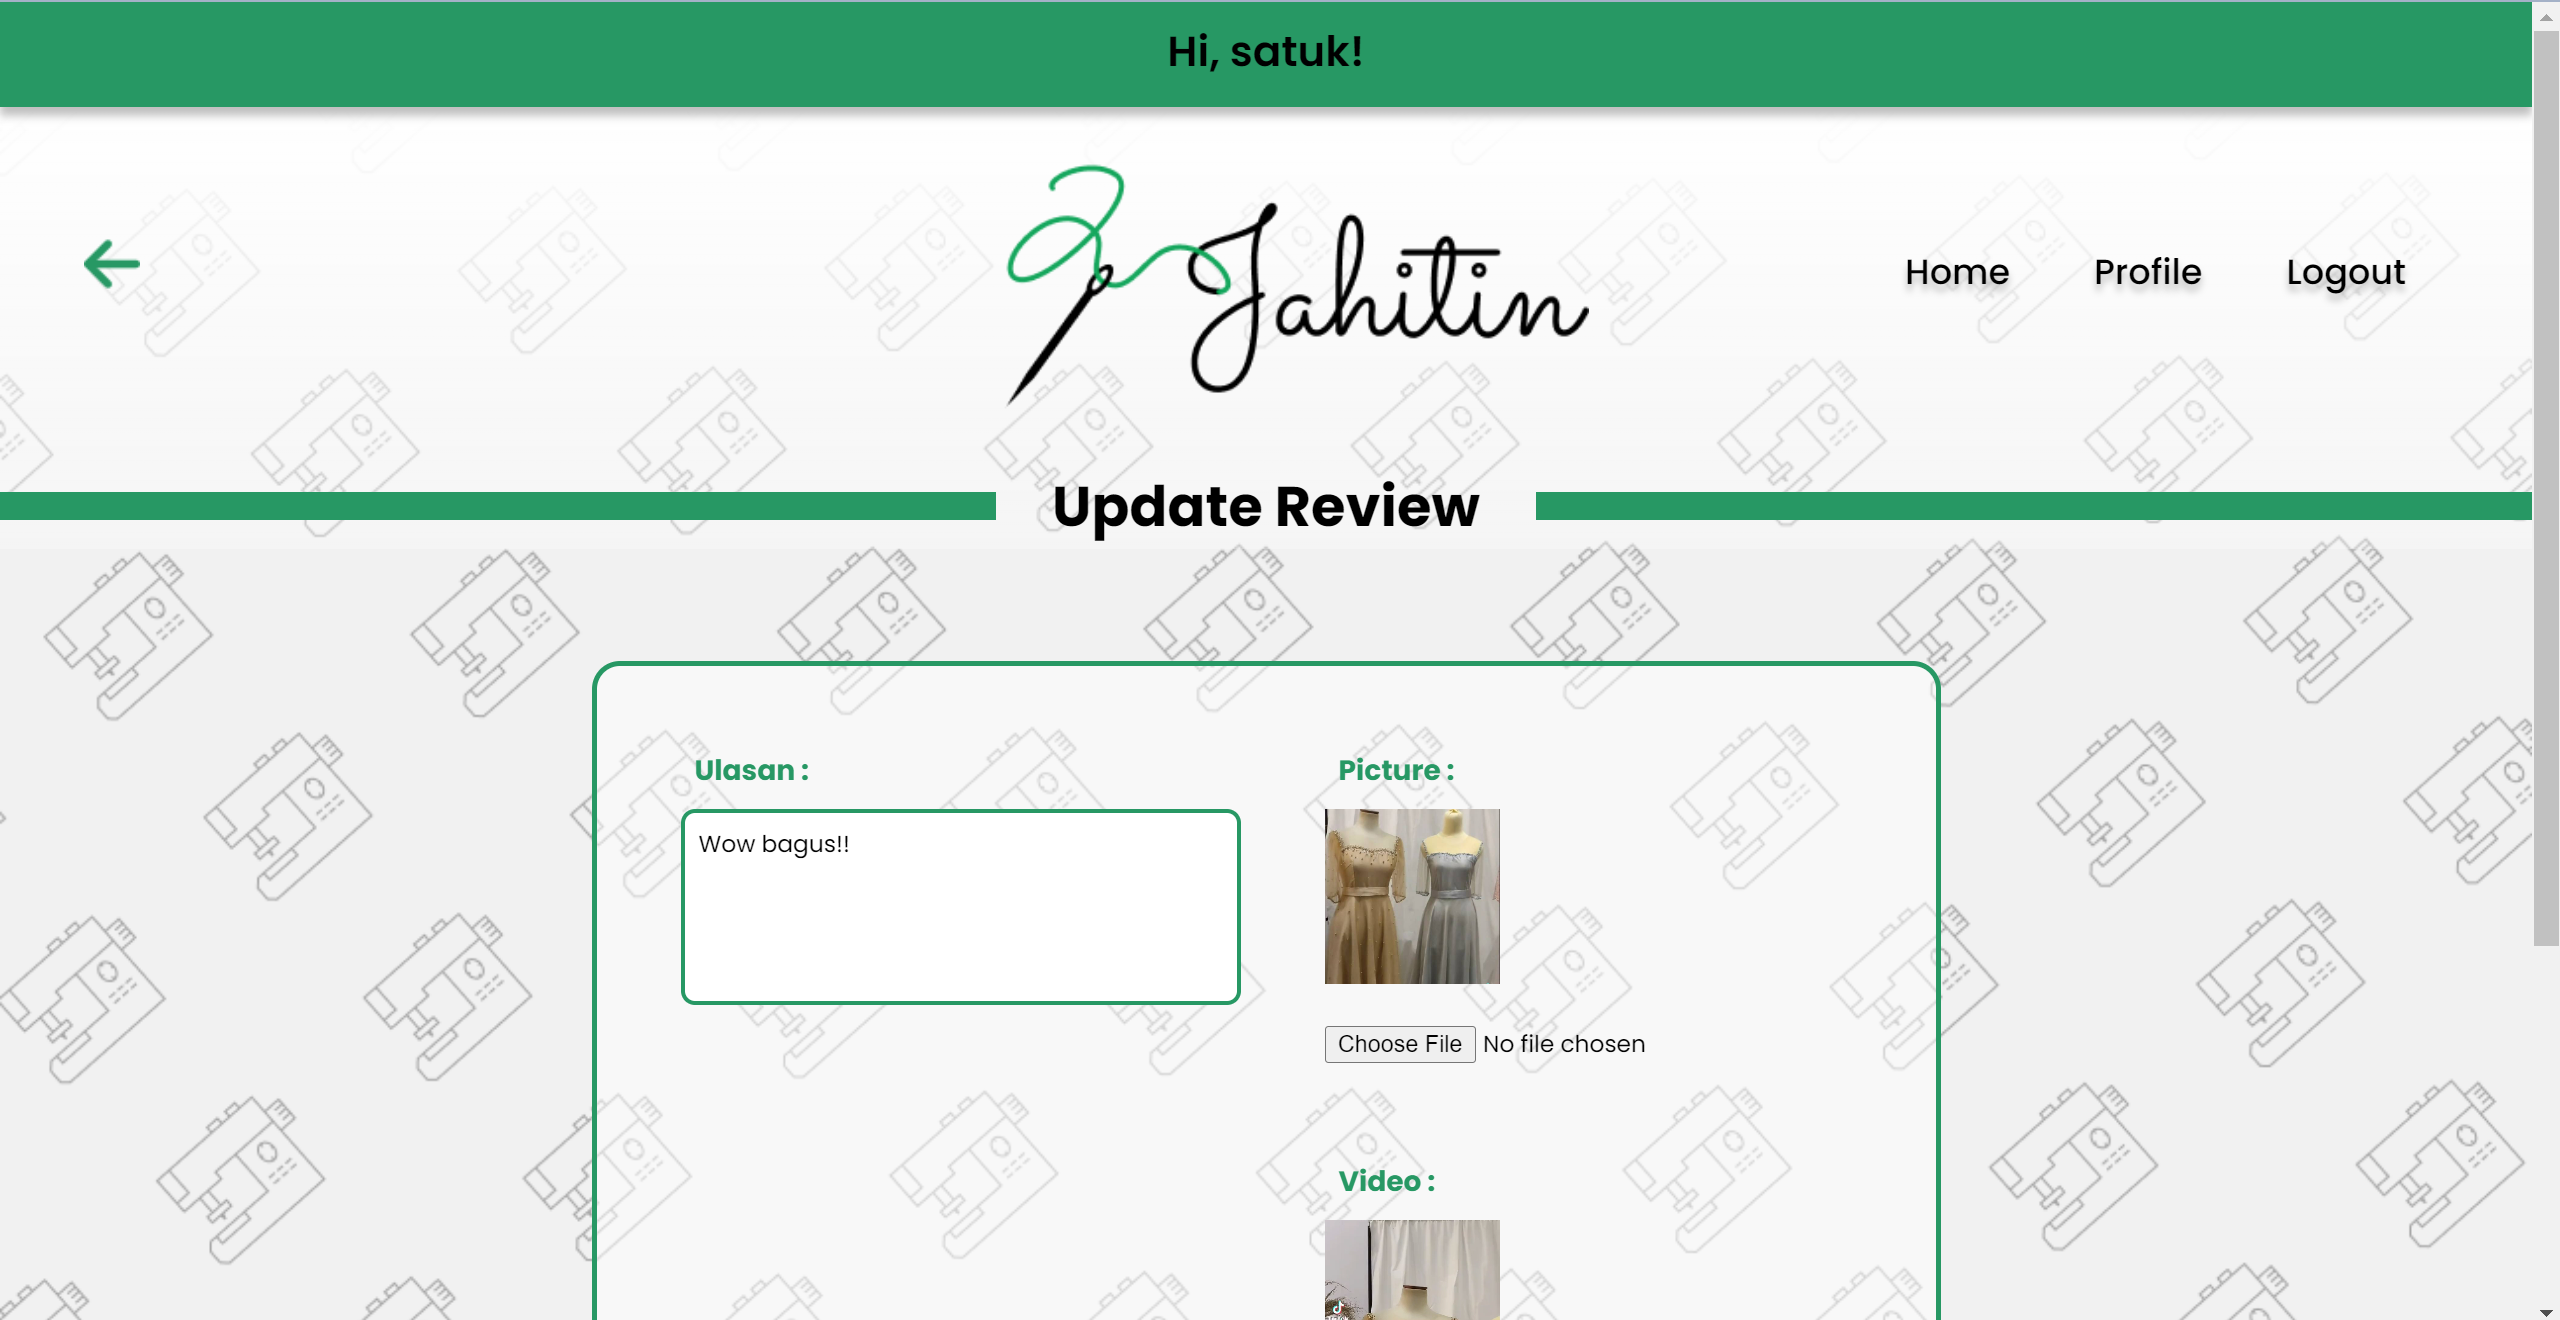 Hi, satuk!
Jahitin
Home
Profile
Logout
Update Review
Ulasan :
Wow bagus!!
Picture :
Choose File No file chosen
Video :